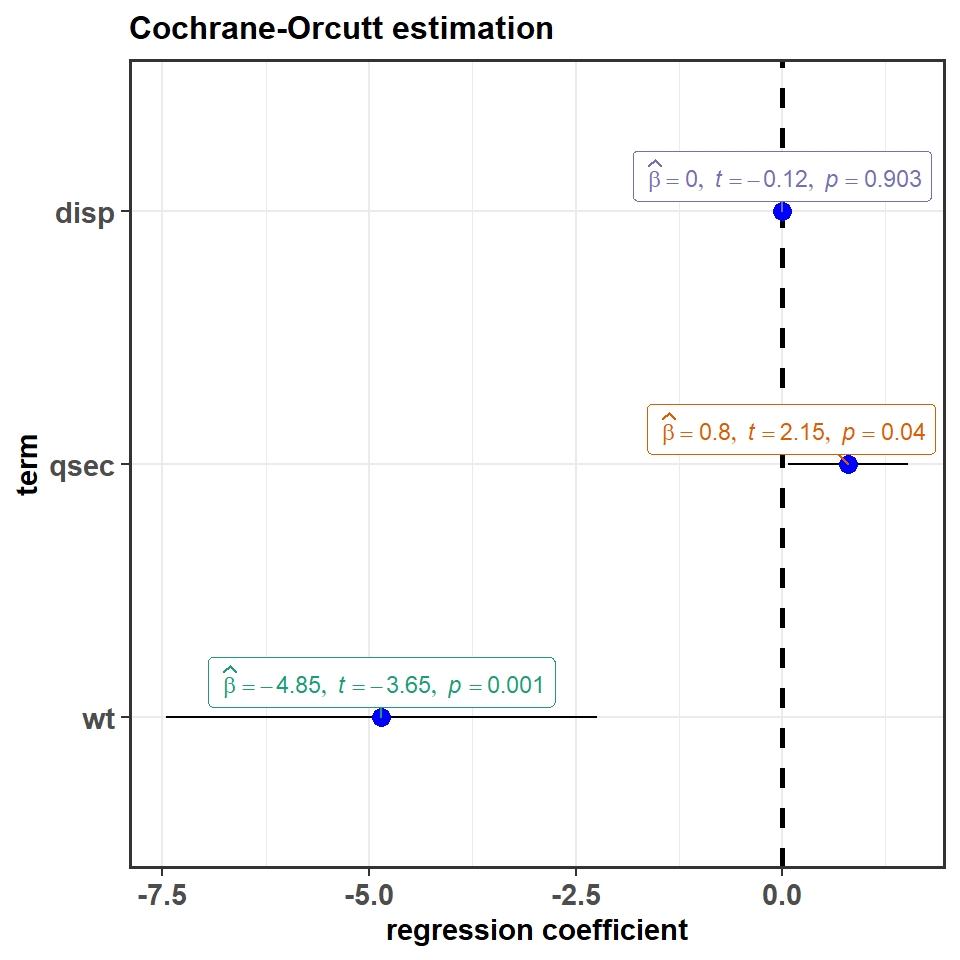 Cochrane-Orcutt estimation
β̂ = 0, t = −0.12, p = 0.903
disp
β̂ = 0.8, t = 2.15, p = 0.04
qsec
term
β̂ = −4.85, t = −3.65, p = 0.001
wt
-7.5 -5.0 -2.5 0.0
regression coefficient